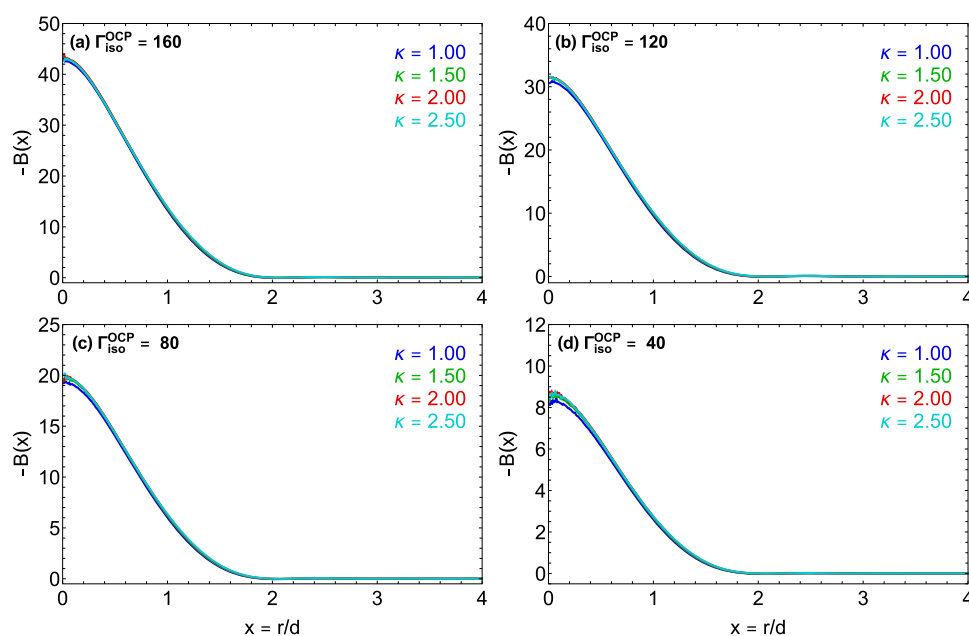 (a) Γ_iso^OCP = 160
κ = 1.00
κ = 1.50
κ = 2.00
κ = 2.50
-B(x)
50
40
30
20
10
0
0 1 2 3 4
(b) Γ_iso^OCP = 120
κ = 1.00
κ = 1.50
κ = 2.00
κ = 2.50
-B(x)
40
30
20
10
0
0 1 2 3 4
(c) Γ_iso^OCP = 80
κ = 1.00
κ = 1.50
κ = 2.00
κ = 2.50
-B(x)
25
20
15
10
5
0
0 1 2 3 4
x = r/d
(d) Γ_iso^OCP = 40
κ = 1.00
κ = 1.50
κ = 2.00
κ = 2.50
-B(x)
12
10
8
6
4
2
0
0 1 2 3 4
x = r/d